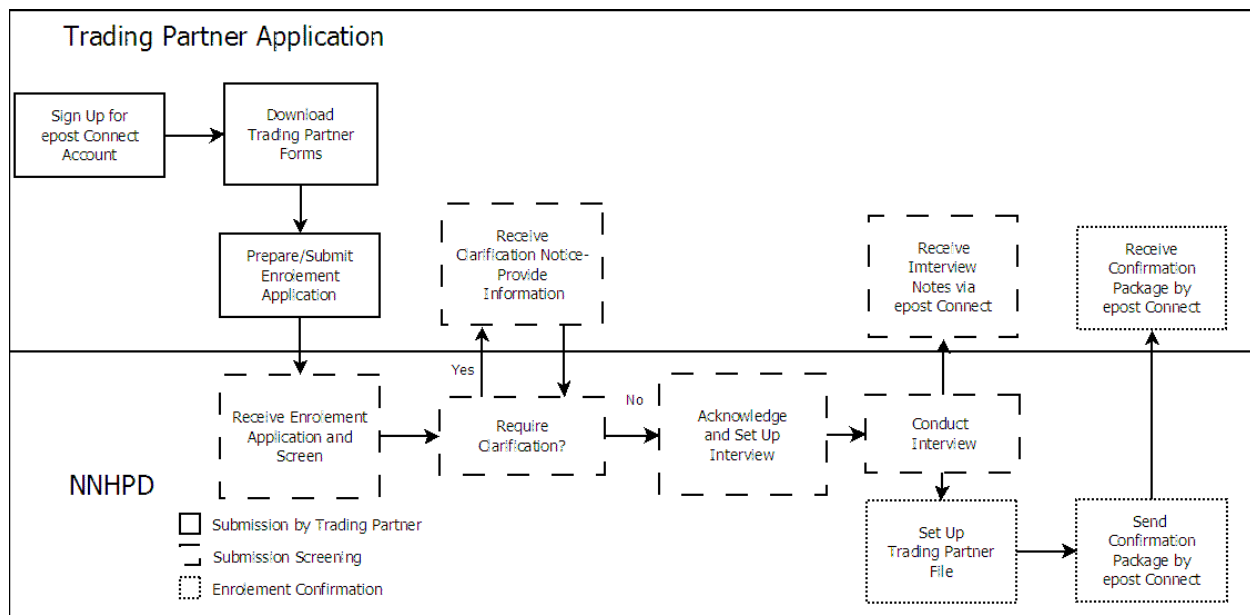 Trading Partner Application
Sign Up for
epost Connect
Account
Download
Trading Partner
Forms
Prepare/Submit
Enrolement
Application
Receive
Clarification Notice-
Provide
Information
Receive
Imterview
Notes via
epost Connect
Receive
Confirmation
Package by
epost Connect
Yes
No
Receive Enrolement
Application and
Screen
Require
Clarification?
Acknowledge
and Set Up
Interview
Conduct
Interview
NNHPD
Submission by Trading Partner
Submission Screening
Enrolement Confirmation
Set Up
Trading Partner
File
Send
Confirmation
Package by
epost Connect